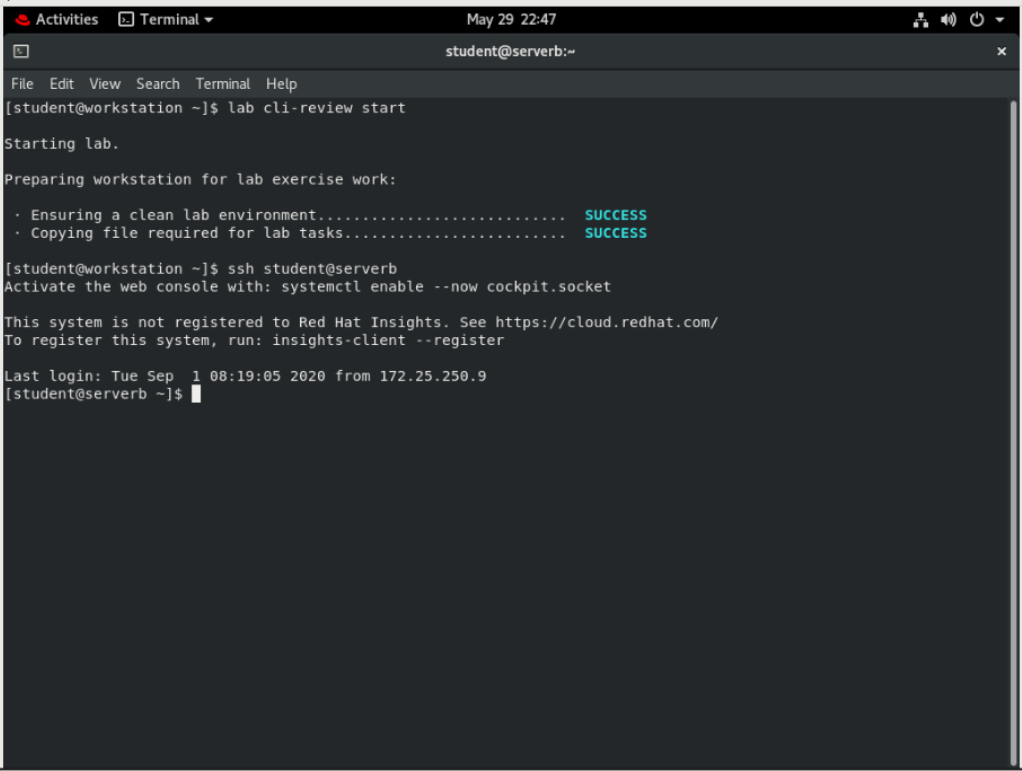 Activities Terminal May 29 22:47
student@serverb:~
File Edit View Search Terminal Help
[student@workstation ~]$ lab cli-review start
Starting lab.
Preparing workstation for lab exercise work:
· Ensuring a clean lab environment............................ SUCCESS
· Copying file required for lab tasks......................... SUCCESS
[student@workstation ~]$ ssh student@serverb
Activate the web console with: systemctl enable --now cockpit.socket
This system is not registered to Red Hat Insights. See https://cloud.redhat.com/
To register this system, run: insights-client --register
Last login: Tue Sep  1 08:19:05 2020 from 172.25.250.9
[student@serverb ~]$